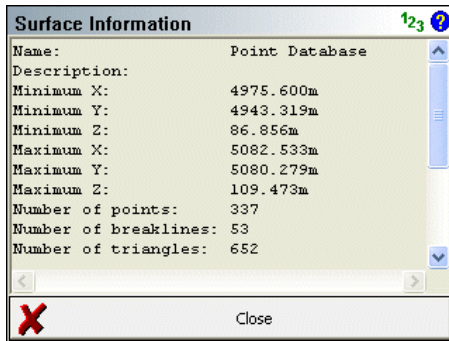 Surface Information 123 ?
Name: Point Database
Description:
Minimum X: 4975.600m
Minimum Y: 4943.319m
Minimum Z: 86.856m
Maximum X: 5082.533m
Maximum Y: 5080.279m
Maximum Z: 109.473m
Number of points: 337
Number of breaklines: 53
Number of triangles: 652
Close